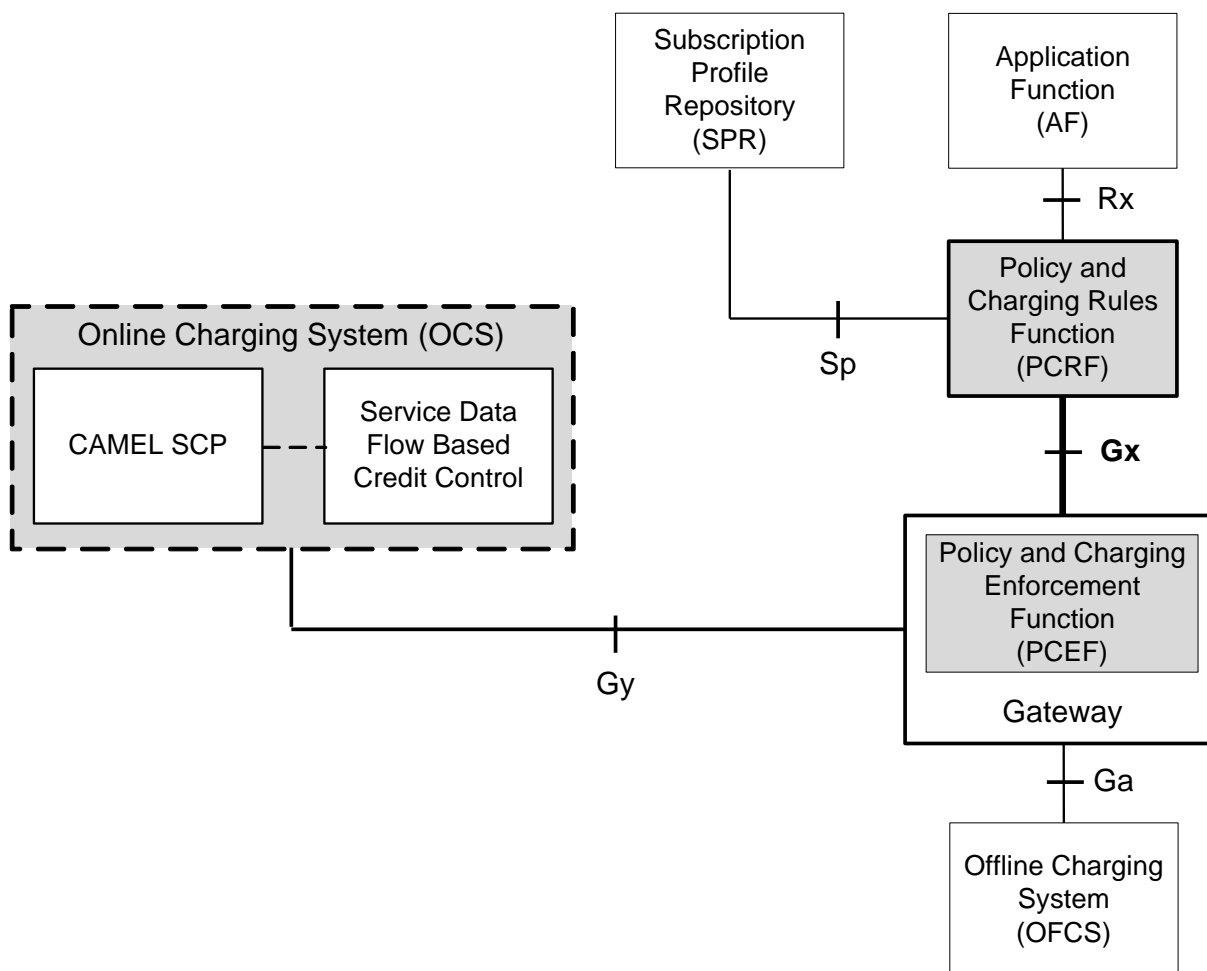 Subscription
Profile
Repository
(SPR)
Application
Function
(AF)
Rx
Policy and
Charging Rules
Function
(PCRF)
Sp
Online Charging System (OCS)
CAMEL SCP
Service Data
Flow Based
Credit Control
Gx
Policy and Charging
Enforcement
Function
(PCEF)
Gateway
Gy
Ga
Offline Charging
System
(OFCS)